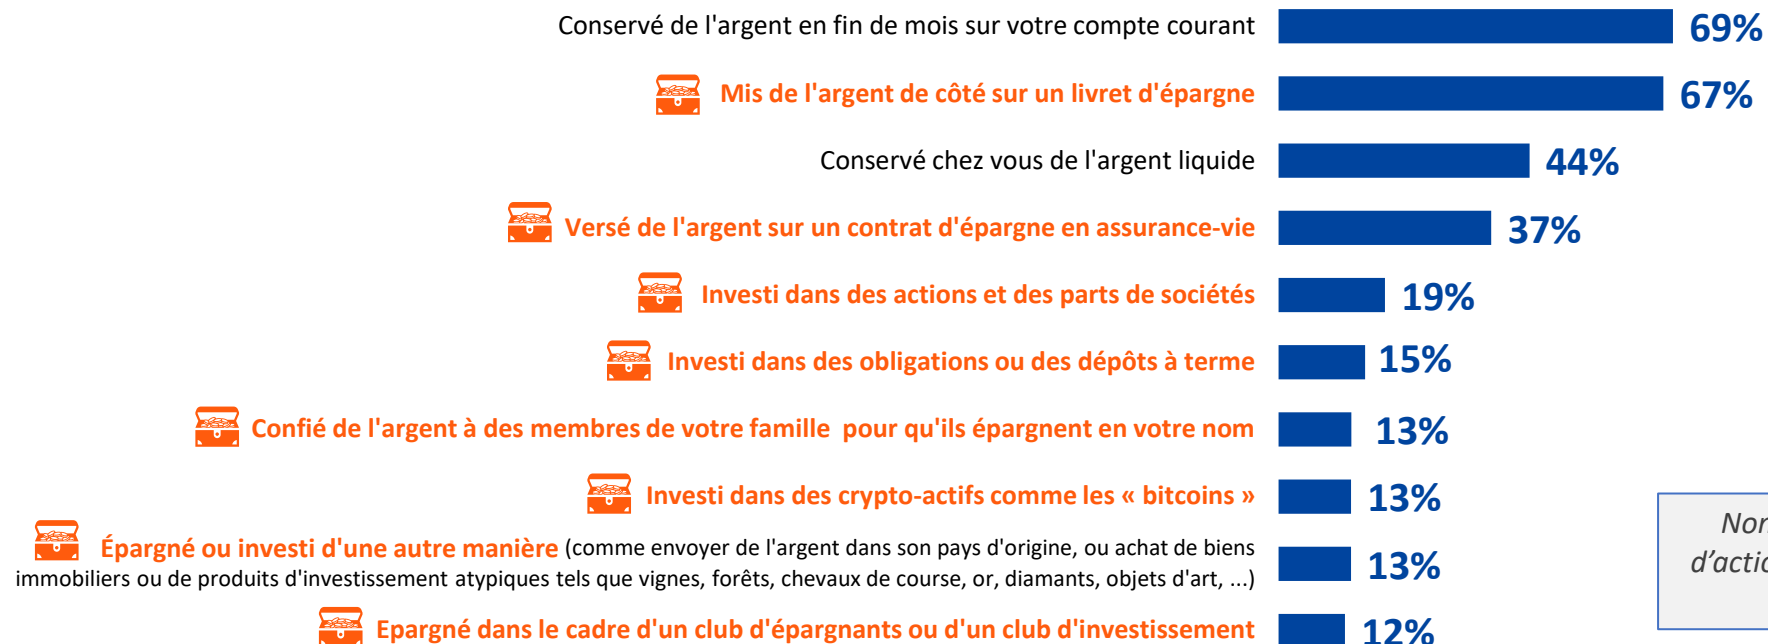 Conservé de l'argent en fin de mois sur votre compte courant 69%
Mis de l'argent de côté sur un livret d'épargne 67%
Conservé chez vous de l'argent liquide 44%
Versé de l'argent sur un contrat d'épargne en assurance-vie 37%
Investi dans des actions et des parts de sociétés 19%
Investi dans des obligations ou des dépôts à terme 15%
Confié de l'argent à des membres de votre famille pour qu'ils épargnent en votre nom 13%
Investi dans des crypto-actifs comme les « bitcoins » 13%
Épargné ou investi d'une autre manière (comme envoyer de l'argent dans son pays d'origine, ou achat de biens
immobiliers ou de produits d'investissement atypiques tels que vignes, forêts, chevaux de course, or, diamants, objets d'art, ...) 13%
Epargné dans le cadre d'un club d'épargnants ou d'un club d'investissement 12%